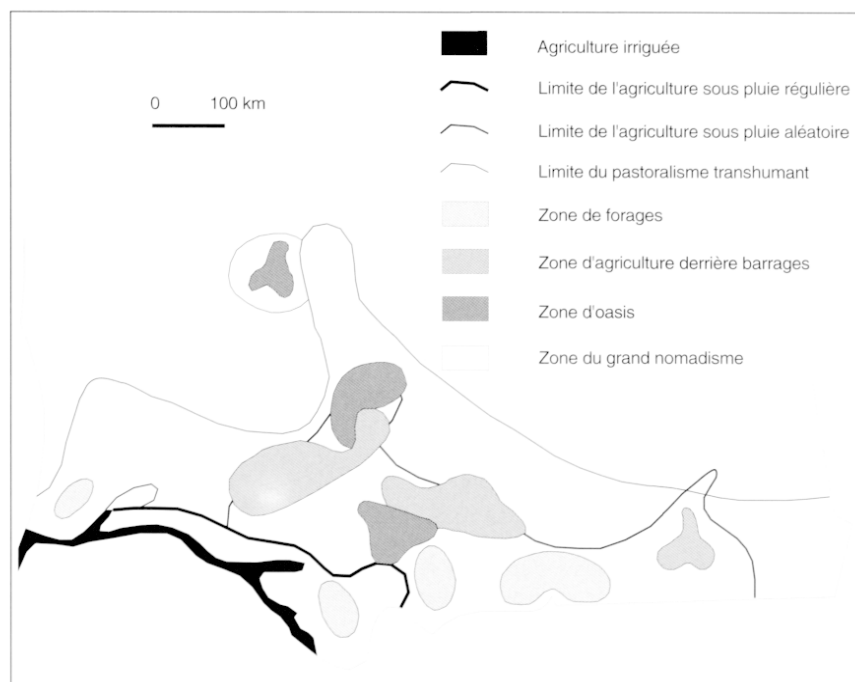 Agriculture irriguée
0 100 km
Limite de l'agriculture sous pluie régulière
Limite de l'agriculture sous pluie aléatoire
Limite du pastoralisme transhumant
Zone de forages
Zone d'agriculture derrière barrages
Zone d'oasis
Zone du grand nomadisme